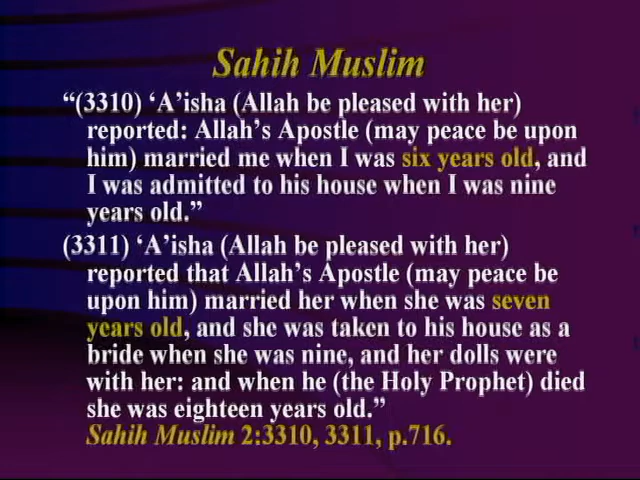 Sahih Muslim
“(3310) ‘A’isha (Allah be pleased with her)
reported: Allah’s Apostle (may peace be upon
him) married me when I was six years old, and
I was admitted to his house when I was nine
years old.”
(3311) ‘A’isha (Allah be pleased with her)
reported that Allah’s Apostle (may peace be
upon him) married her when she was seven
years old, and she was taken to his house as a
bride when she was nine, and her dolls were
with her: and when he (the Holy Prophet) died
she was eighteen years old.”
Sahih Muslim 2:3310, 3311, p.716.